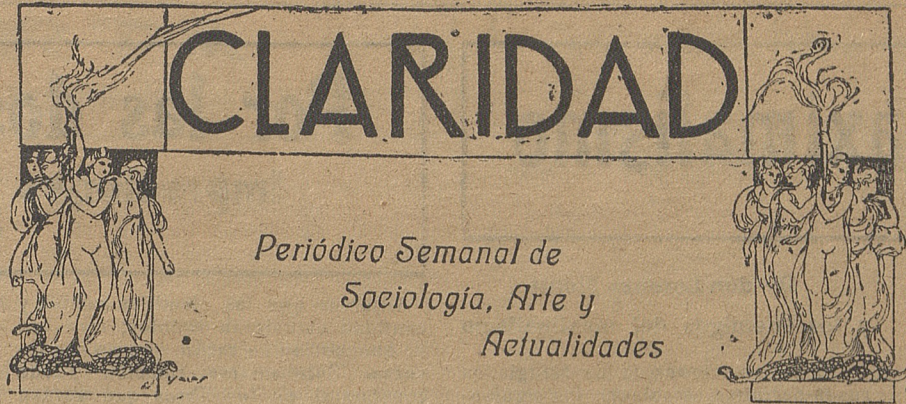 CLARIDAD
Periódico Semanal de
Sociología, Arte y
Actualidades